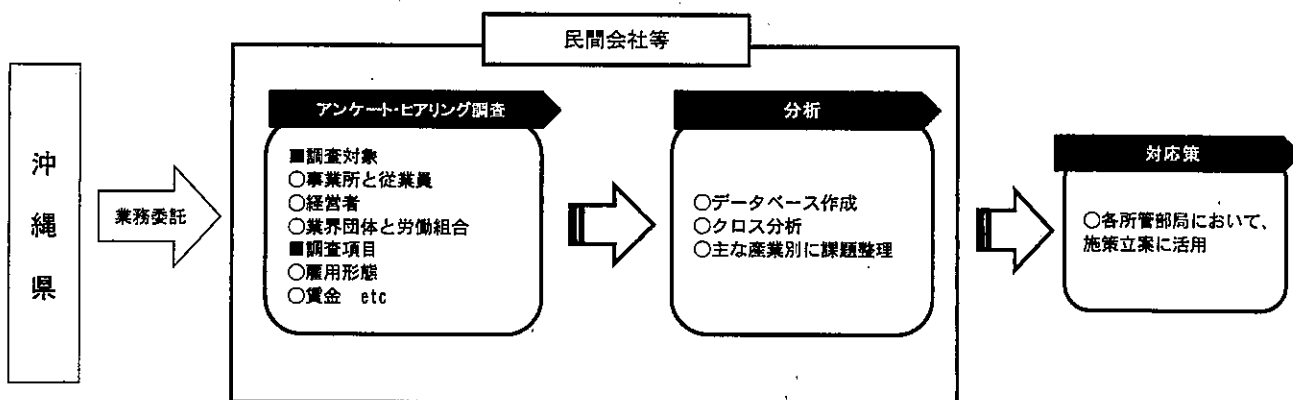 民間会社等
沖縄県
業務委託
アンケート・ヒアリング調査
■調査対象
○事業所と従業員
○経営者
○業界団体と労働組合
■調査項目
○雇用形態
○賃金 etc
分析
○データベース作成
○クロス分析
○主な産業別に課題整理
対応策
○各所管部局において、
施策立案に活用